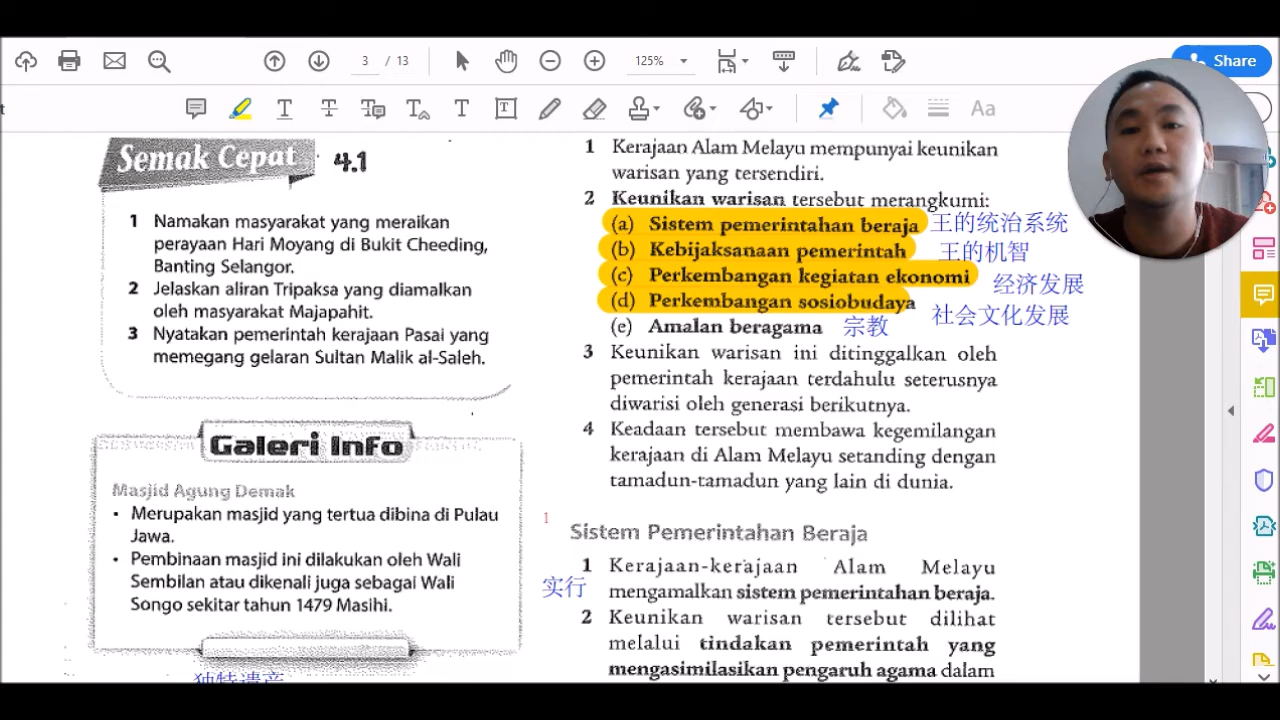 3 / 13
125%
Share
Aa
Semak Cepat 4.1
1 Namakan masyarakat yang meraikan
perayaan Hari Moyang di Bukit Cheeding,
Banting Selangor.
2 Jelaskan aliran Tripaksa yang diamalkan
oleh masyarakat Majapahit.
3 Nyatakan pemerintah kerajaan Pasai yang
memegang gelaran Sultan Malik al-Saleh.
Galeri Info
Masjid Agung Demak
• Merupakan masjid yang tertua dibina di Pulau
Jawa.
• Pembinaan masjid ini dilakukan oleh Wali
Sembilan atau dikenali juga sebagai Wali
Songo sekitar tahun 1479 Masihi.
独特遗产
1 Kerajaan Alam Melayu mempunyai keunikan
warisan yang tersendiri.
2 Keunikan warisan tersebut merangkumi:
(a) Sistem pemerintahan beraja 王的统治系统
(b) Kebijaksanaan pemerintah 王的机智
(c) Perkembangan kegiatan ekonomi 经济发展
(d) Perkembangan sosiobudaya 社会文化发展
(e) Amalan beragama 宗教
3 Keunikan warisan ini ditinggalkan oleh
pemerintah kerajaan terdahulu seterusnya
diwarisi oleh generasi berikutnya.
4 Keadaan tersebut membawa kegemilangan
kerajaan di Alam Melayu setanding dengan
tamadun-tamadun yang lain di dunia.
1
Sistem Pemerintahan Beraja
1 Kerajaan-kerajaan Alam Melayu
实行 mengamalkan sistem pemerintahan beraja.
2 Keunikan warisan tersebut dilihat
melalui tindakan pemerintah yang
mengasimilasikan pengaruh agama dalam